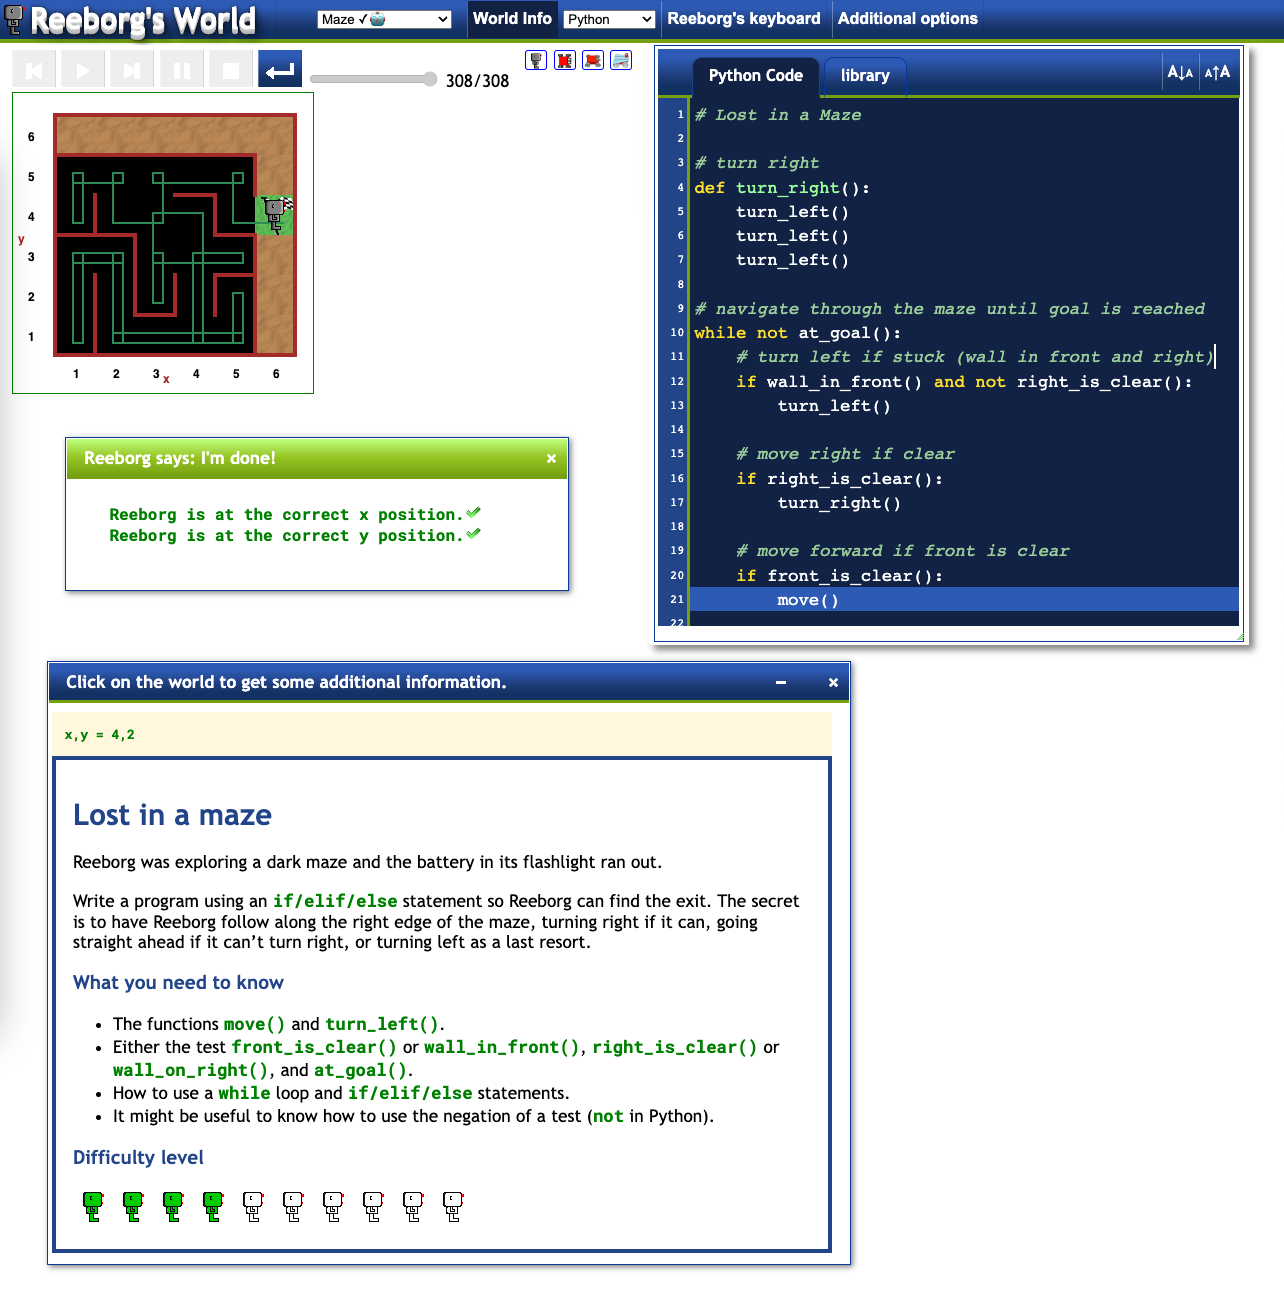 Reeborg's World
Maze ✓🤖
World Info
Python
Reeborg's keyboard
Additional options
308/308
6
5
4
y
3
2
1
1 2 3 x 4 5 6
Python Code
library
A↓A
A↑A
1 # Lost in a Maze
2
3 # turn right
4 def turn_right():
5     turn_left()
6     turn_left()
7     turn_left()
8
9 # navigate through the maze until goal is reached
10 while not at_goal():
11     # turn left if stuck (wall in front and right)
12     if wall_in_front() and not right_is_clear():
13         turn_left()
14
15     # move right if clear
16     if right_is_clear():
17         turn_right()
18
19     # move forward if front is clear
20     if front_is_clear():
21         move()
22
Reeborg says: I'm done!
×
Reeborg is at the correct x position.✓
Reeborg is at the correct y position.✓
Click on the world to get some additional information.
– ×
x,y = 4,2
Lost in a maze
Reeborg was exploring a dark maze and the battery in its flashlight ran out.
Write a program using an if/elif/else statement so Reeborg can find the exit. The secret
is to have Reeborg follow along the right edge of the maze, turning right if it can, going
straight ahead if it can't turn right, or turning left as a last resort.
What you need to know
• The functions move() and turn_left().
• Either the test front_is_clear() or wall_in_front(), right_is_clear() or
wall_on_right(), and at_goal().
• How to use a while loop and if/elif/else statements.
• It might be useful to know how to use the negation of a test (not in Python).
Difficulty level